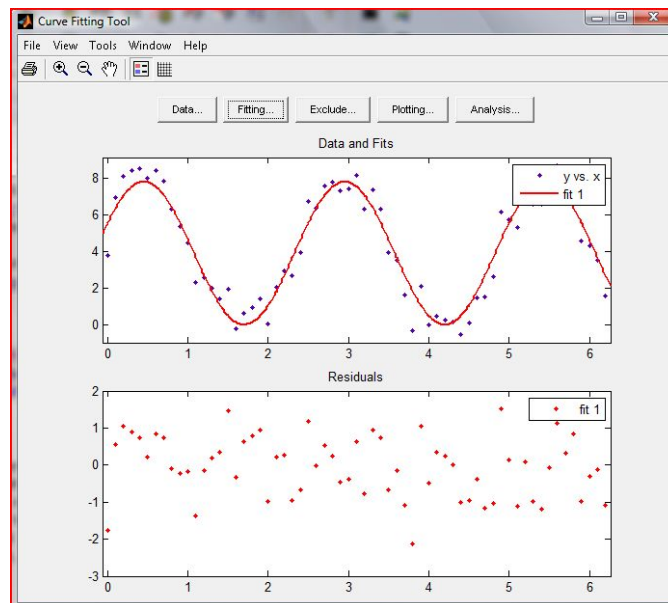 Curve Fitting Tool
File View Tools Window Help
Data... Fitting... Exclude... Plotting... Analysis...
Data and Fits
8
6
4
2
0
0 1 2 3 4 5 6
y vs. x
fit 1
Residuals
2
1
0
-1
-2
-3
0 1 2 3 4 5 6
fit 1